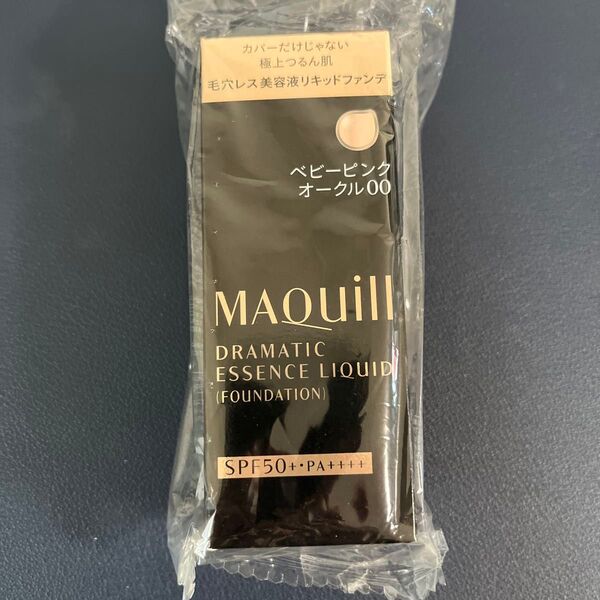 カバーだけじゃない
極上つるん肌
毛穴レス美容液リキッドファンデ
ベビーピンク
オークル00
MAQuill
DRAMATIC
ESSENCE LIQUID
(FOUNDATION)
SPF50+・PA++++